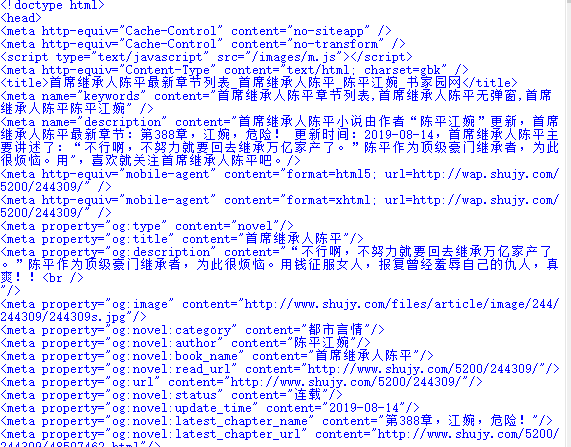 <!doctype html>
<head>
<meta http-equiv="Cache-Control" content="no-siteapp" />
<meta http-equiv="Cache-Control" content="no-transform" />
<script type="text/javascript" src="/images/m.js"></script>
<meta http-equiv="Content-Type" content="text/html; charset=gbk" />
<title>首席继承人陈平最新章节列表_首席继承人陈平_陈平江婉_书家园网</title>
<meta name="keywords" content="首席继承人陈平章节列表,首席继承人陈平无弹窗,首席
继承人陈平陈平江婉" />
<meta name="description" content="首席继承人陈平小说由作者“陈平江婉”更新，首席
继承人陈平最新章节：第388章，江婉，危险！ 更新时间：2019-08-14，首席继承人陈平主
要讲述了：“不行啊，不努力就要回去继承万亿家产了。”陈平作为顶级豪门继承者，为此
很烦恼。用"，喜欢就关注首席继承人陈平吧。/>
<meta http-equiv="mobile-agent" content="format=html5; url=http://wap.shujy.com/
5200/244309/" />
<meta http-equiv="mobile-agent" content="format=xhtml; url=http://wap.shujy.com/
5200/244309/" />
<meta property="og:type" content="novel"/>
<meta property="og:title" content="首席继承人陈平"/>
<meta property="og:description" content="“不行啊，不努力就要回去继承万亿家产了
。”陈平作为顶级豪门继承者，为此很烦恼。用钱征服女人，报复曾经羞辱自己的仇人，真
爽！！<br />
"/>
<meta property="og:image" content="http://www.shujy.com/files/article/image/244/
244309/244309s.jpg"/>
<meta property="og:novel:category" content="都市言情"/>
<meta property="og:novel:author" content="陈平江婉"/>
<meta property="og:novel:book_name" content="首席继承人陈平"/>
<meta property="og:novel:read_url" content="http://www.shujy.com/5200/244309/"/>
<meta property="og:url" content="http://www.shujy.com/5200/244309/"/>
<meta property="og:novel:status" content="连载"/>
<meta property="og:novel:update_time" content="2019-08-14"/>
<meta property="og:novel:latest_chapter_name" content="第388章，江婉，危险！"/>
<meta property="og:novel:latest_chapter_url" content="http://www.shujy.com/5200/